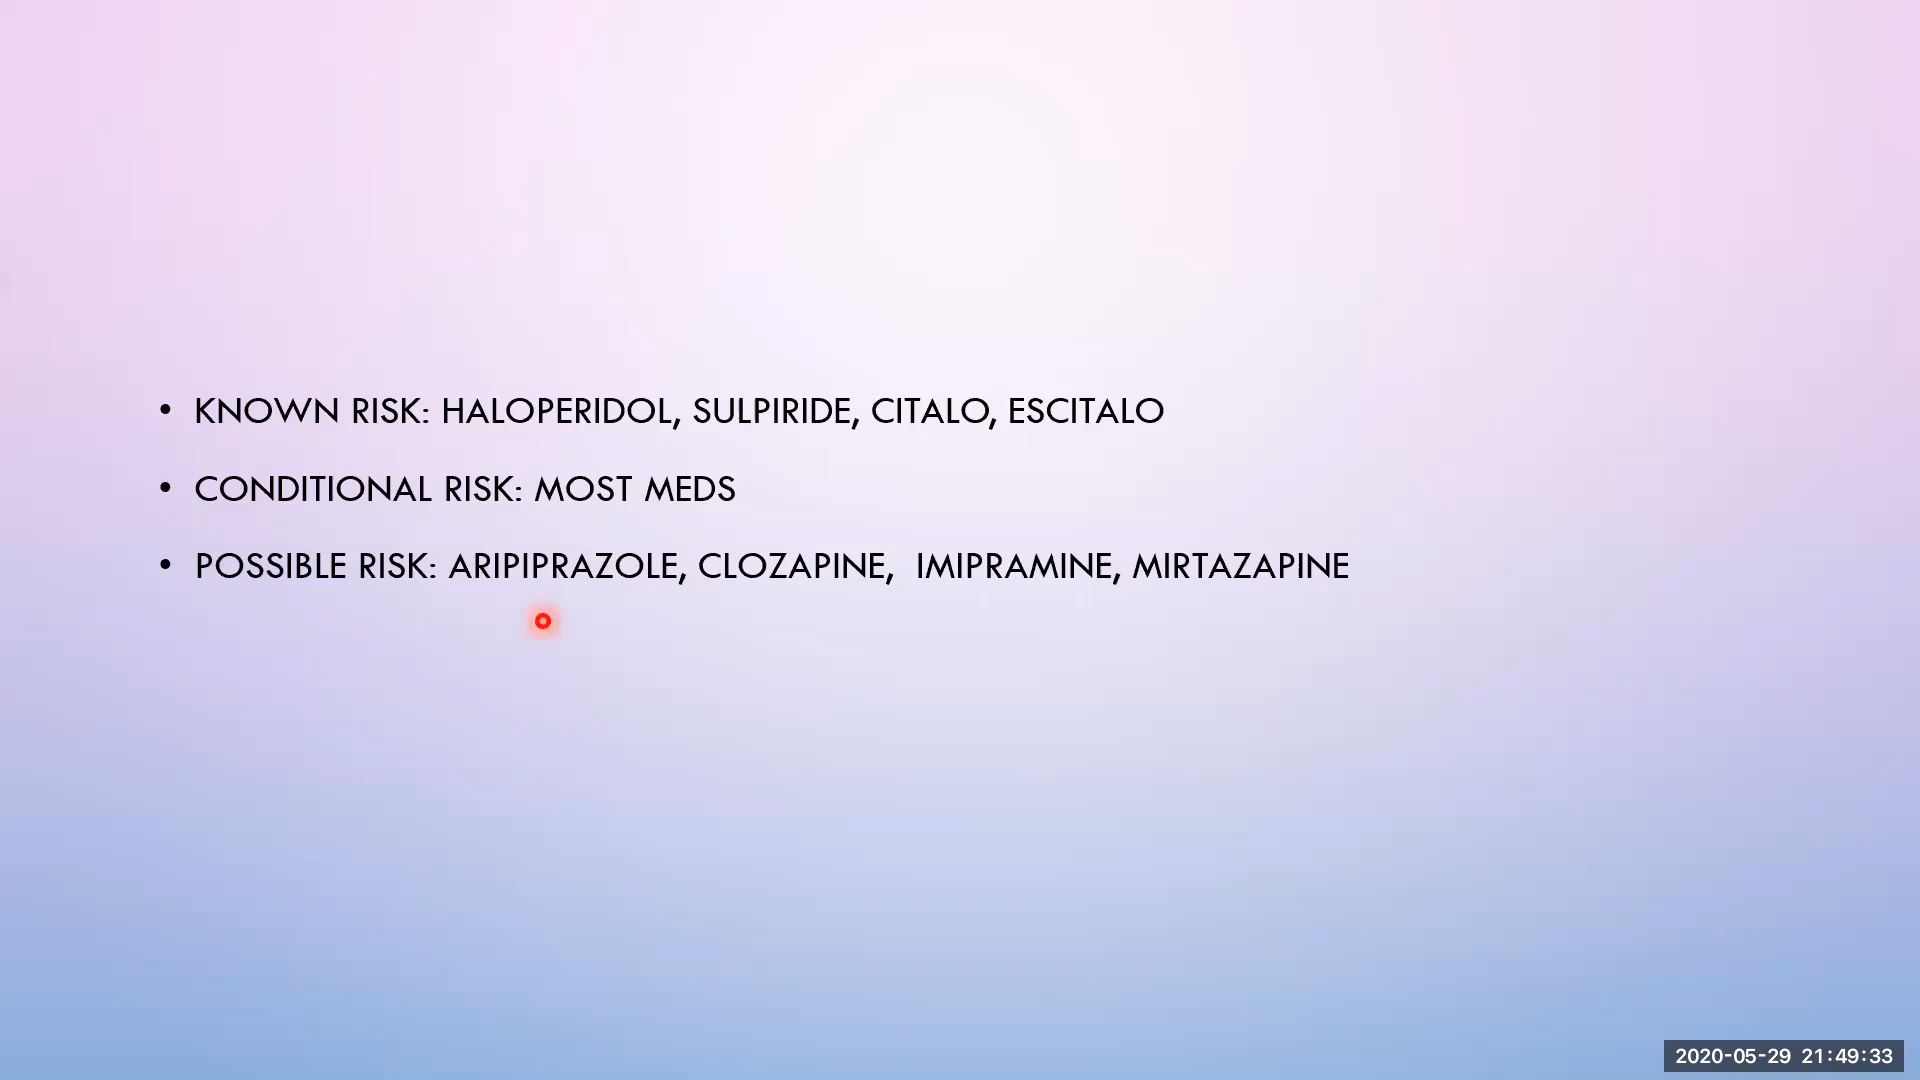 • KNOWN RISK: HALOPERIDOL, SULPIRIDE, CITALO, ESCITALO
• CONDITIONAL RISK: MOST MEDS
• POSSIBLE RISK: ARIPIPRAZOLE, CLOZAPINE,  IMIPRAMINE, MIRTAZAPINE
2020-05-29 21:49:33